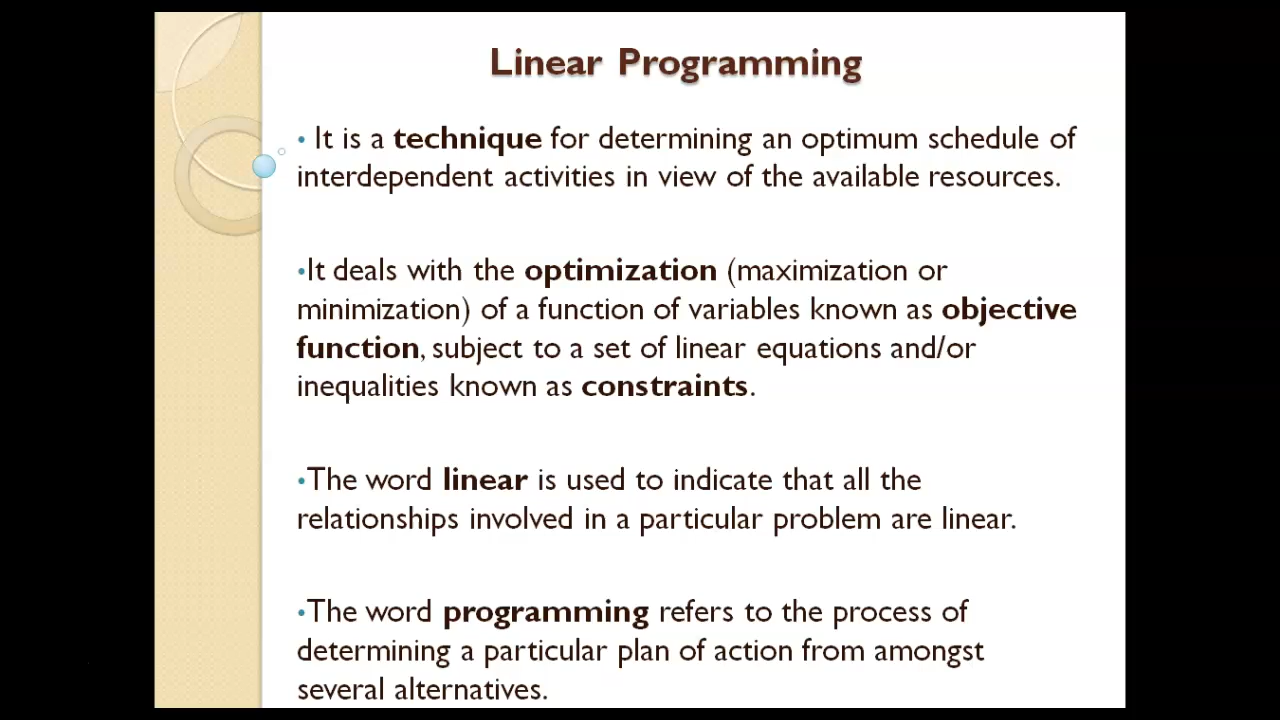 Linear Programming
• It is a technique for determining an optimum schedule of
interdependent activities in view of the available resources.
•It deals with the optimization (maximization or
minimization) of a function of variables known as objective
function, subject to a set of linear equations and/or
inequalities known as constraints.
•The word linear is used to indicate that all the
relationships involved in a particular problem are linear.
•The word programming refers to the process of
determining a particular plan of action from amongst
several alternatives.